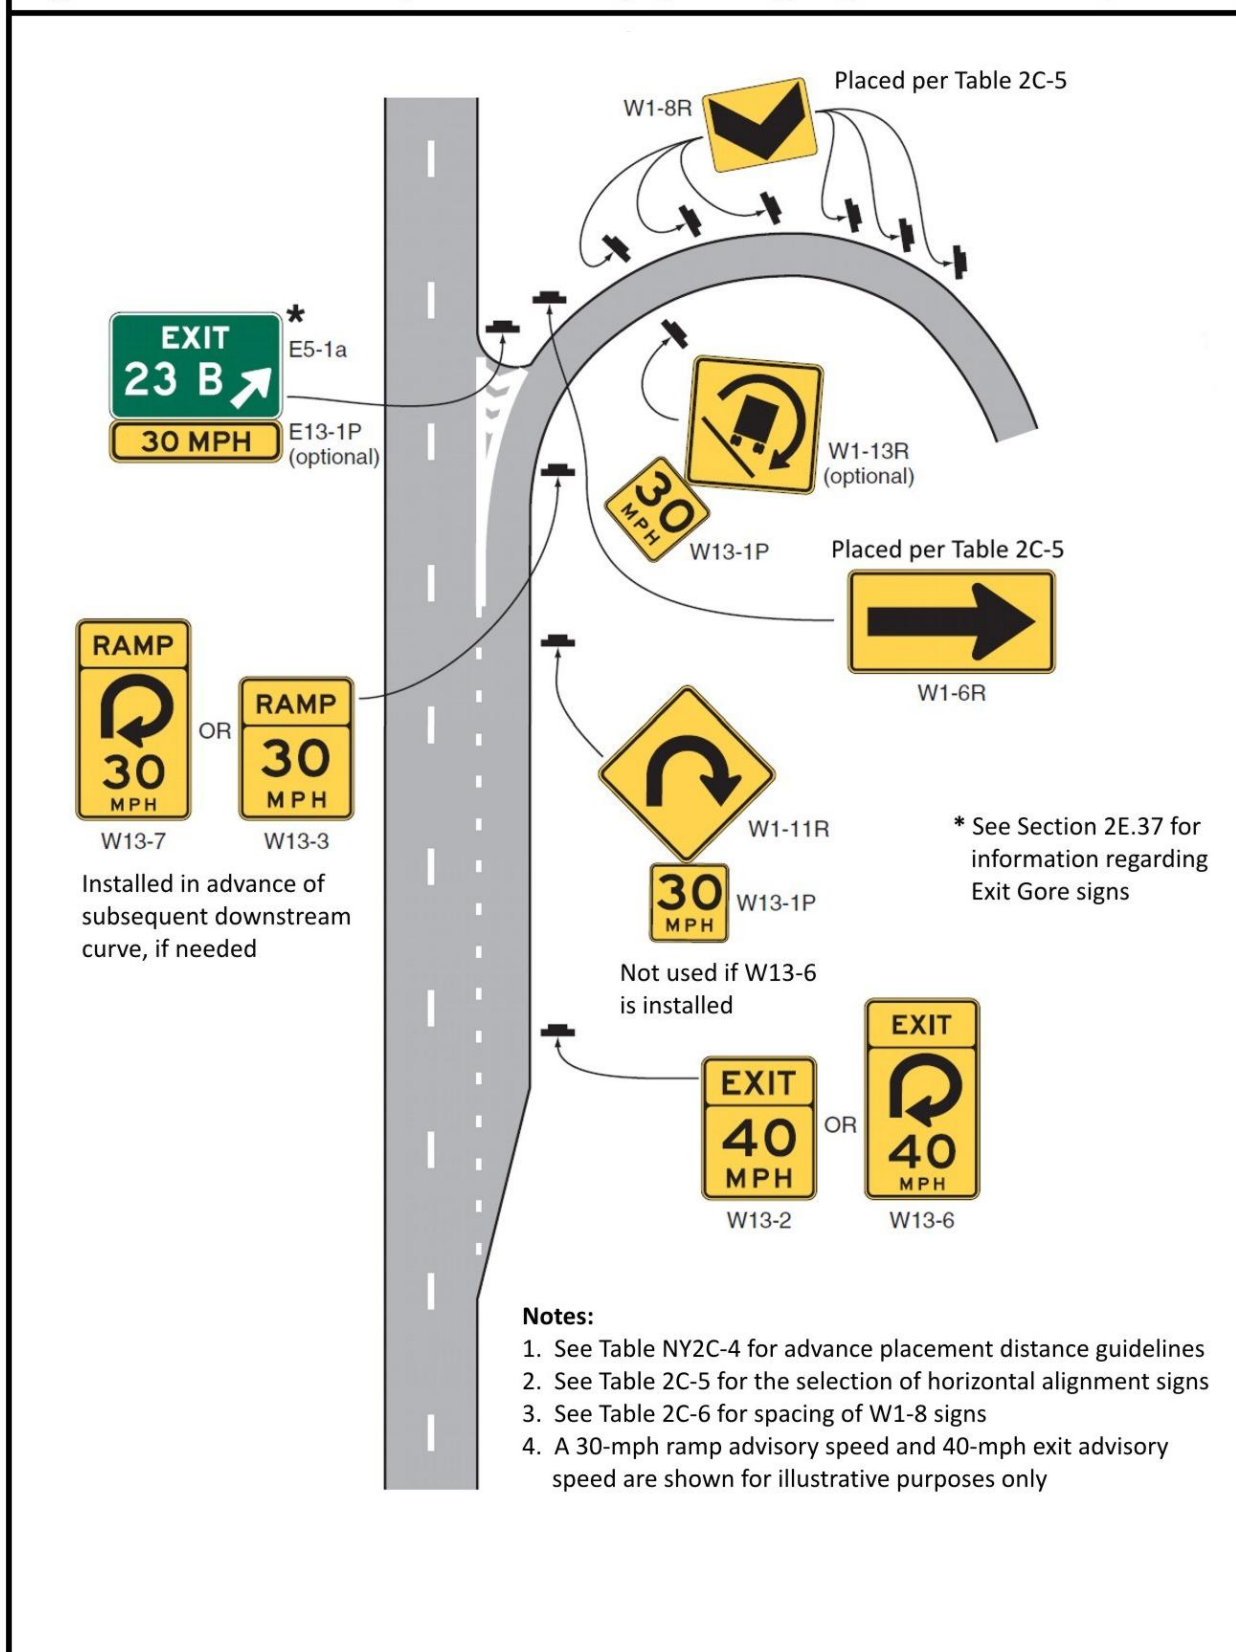 Placed per Table 2C-5
W1-8R
EXIT
23 B
*
E5-1a
30 MPH
E13-1P
(optional)
W1-13R
(optional)
30
MPH
W13-1P
Placed per Table 2C-5
W1-6R
RAMP
30
MPH
W13-7
OR
RAMP
30
MPH
W13-3
Installed in advance of
subsequent downstream
curve, if needed
W1-11R
30
MPH
W13-1P
Not used if W13-6
is installed
* See Section 2E.37 for
information regarding
Exit Gore signs
EXIT
40
MPH
W13-2
OR
EXIT
40
MPH
W13-6
Notes:
1. See Table NY2C-4 for advance placement distance guidelines
2. See Table 2C-5 for the selection of horizontal alignment signs
3. See Table 2C-6 for spacing of W1-8 signs
4. A 30-mph ramp advisory speed and 40-mph exit advisory
speed are shown for illustrative purposes only